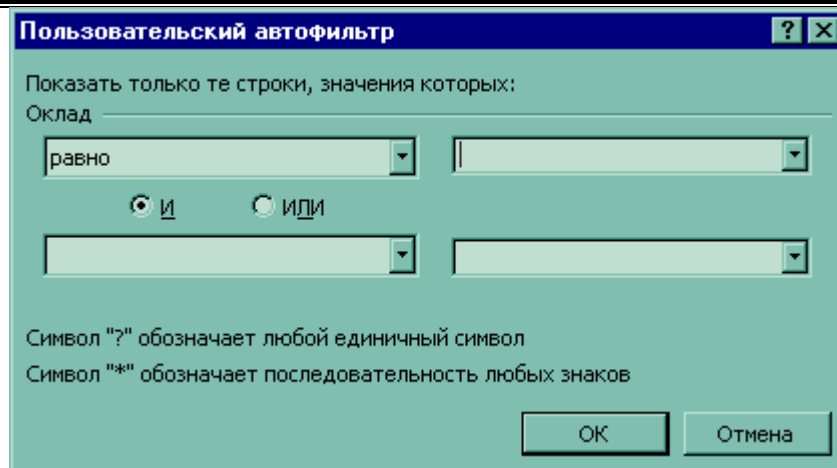 Пользовательский автофильтр
Показать только те строки, значения которых:
Оклад
равно
И ИЛИ
Символ "?" обозначает любой единичный символ
Символ "*" обозначает последовательность любых знаков
ОК Отмена